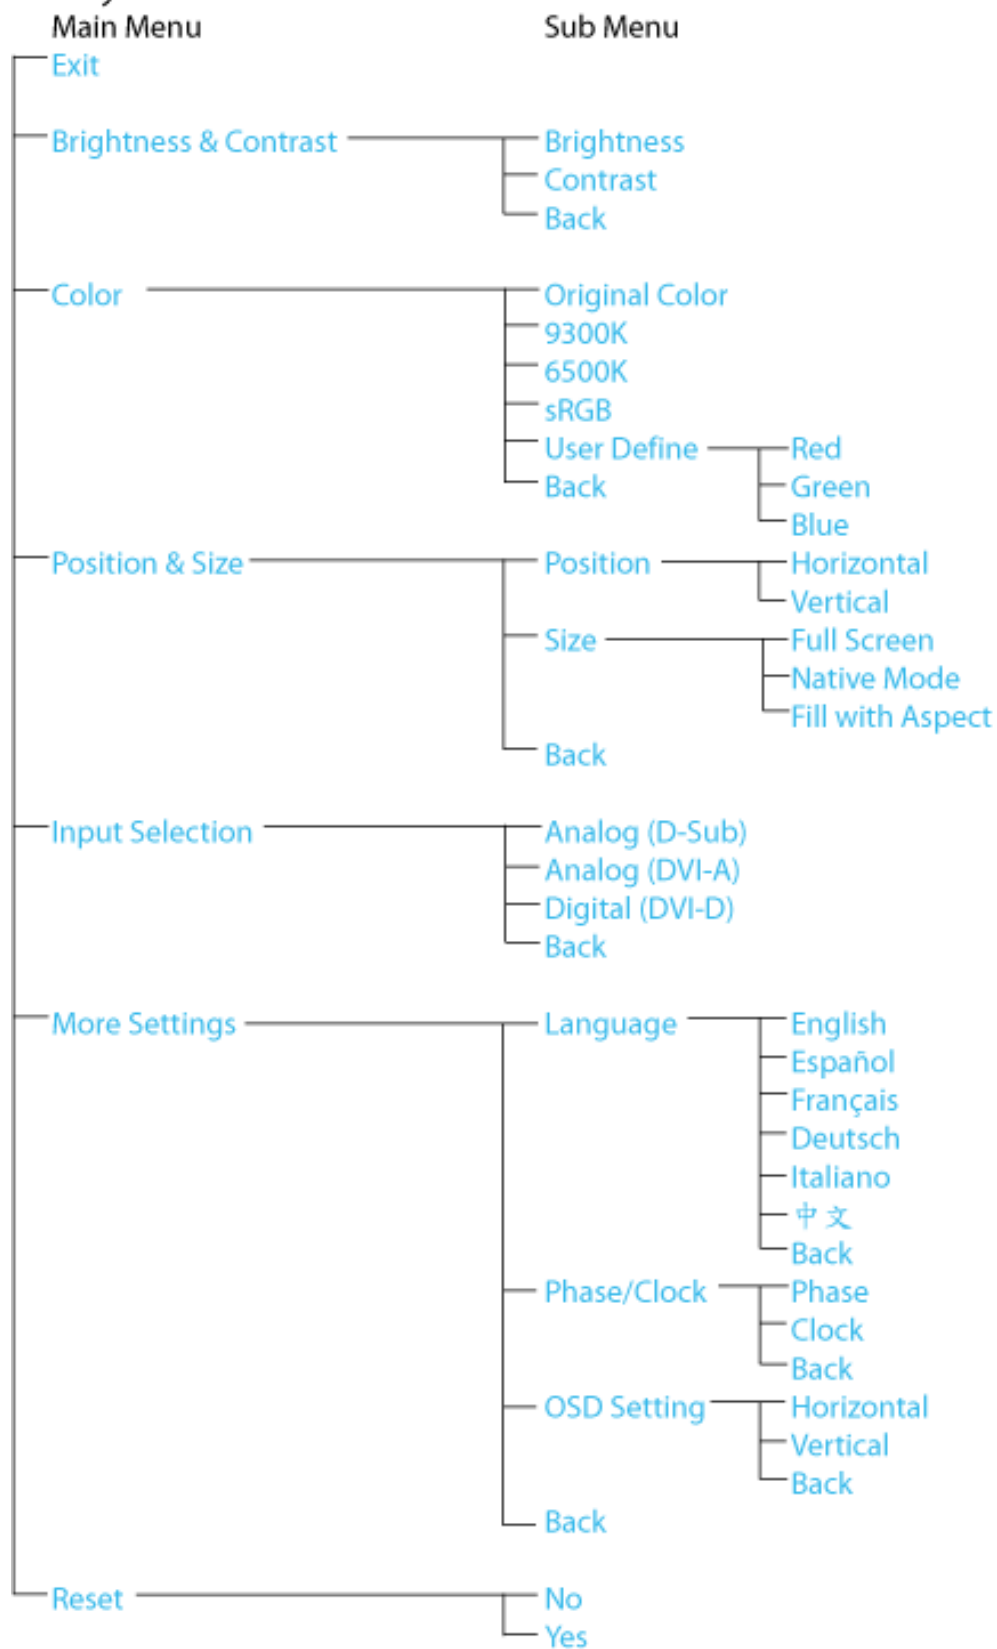 Main Menu Sub Menu
Exit
Brightness & Contrast Brightness
Contrast
Back
Color Original Color
9300K
6500K
sRGB
User Define Red
Back Green
Blue
Position & Size Position Horizontal
Vertical
Size Full Screen
Native Mode
Fill with Aspect
Back
Input Selection Analog (D-Sub)
Analog (DVI-A)
Digital (DVI-D)
Back
More Settings Language English
Español
Français
Deutsch
Italiano
中文
Back
Phase/Clock Phase
Clock
Back
OSD Setting Horizontal
Vertical
Back
Back
Reset No
Yes